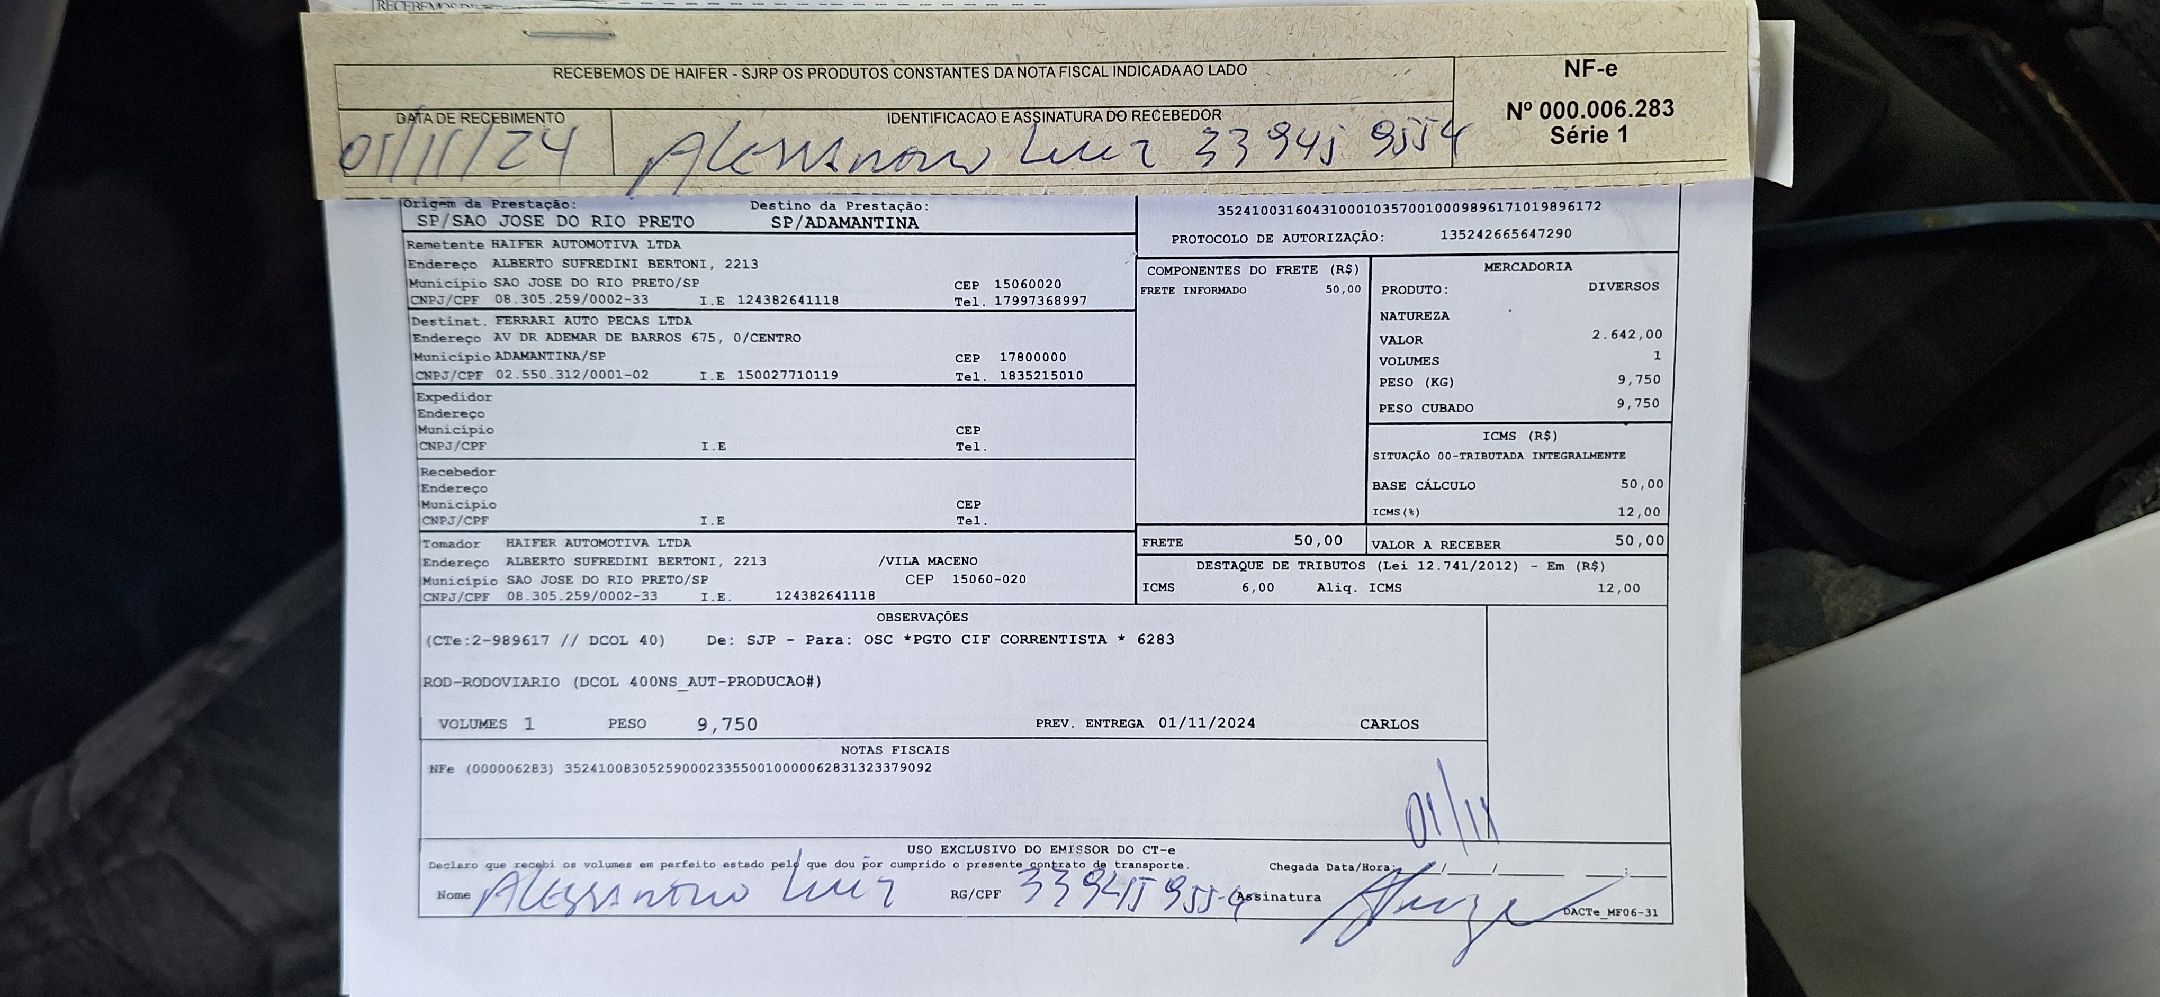 RECEBEMOS DE HAIFER - SJRP OS PRODUTOS CONSTANTES DA NOTA FISCAL INDICADA AO LADO
NF-e
Nº 000.006.283
Série 1
DATA DE RECEBIMENTO
IDENTIFICACAO E ASSINATURA DO RECEBEDOR
01/11/24 Alessandro Luiz 33945 9554
Origem da Prestação: Destino da Prestação:
SP/SAO JOSE DO RIO PRETO SP/ADAMANTINA
35241003160431000103570010009896171019896172
PROTOCOLO DE AUTORIZAÇÃO: 135242665647290
Remetente HAIFER AUTOMOTIVA LTDA
Endereço ALBERTO SUFREDINI BERTONI, 2213
Município SAO JOSE DO RIO PRETO/SP CEP 15060020
CNPJ/CPF 08.305.259/0002-33 I.E 124382641118 Tel. 17997368997
Destinat. FERRARI AUTO PECAS LTDA
Endereço AV DR ADEMAR DE BARROS 675, 0/CENTRO
Município ADAMANTINA/SP CEP 17800000
CNPJ/CPF 02.550.312/0001-02 I.E 150027710119 Tel. 1835215010
Expedidor
Endereço
Município CEP
CNPJ/CPF I.E Tel.
Recebedor
Endereço
Município CEP
CNPJ/CPF I.E Tel.
Tomador HAIFER AUTOMOTIVA LTDA
Endereço ALBERTO SUFREDINI BERTONI, 2213 /VILA MACENO
Município SAO JOSE DO RIO PRETO/SP CEP 15060-020
CNPJ/CPF 08.305.259/0002-33 I.E. 124382641118
COMPONENTES DO FRETE (R$)
FRETE INFORMADO 50,00
MERCADORIA
PRODUTO: DIVERSOS
NATUREZA
VALOR 2.642,00
VOLUMES 1
PESO (KG) 9,750
PESO CUBADO 9,750
ICMS (R$)
SITUAÇÃO 00-TRIBUTADA INTEGRALMENTE
BASE CÁLCULO 50,00
ICMS(%) 12,00
FRETE 50,00 VALOR A RECEBER 50,00
DESTAQUE DE TRIBUTOS (Lei 12.741/2012) - Em (R$)
ICMS 6,00 Aliq. ICMS 12,00
OBSERVAÇÕES
(CTe:2-989617 // DCOL 40) De: SJP - Para: OSC *PGTO CIF CORRENTISTA * 6283
ROD-RODOVIARIO (DCOL 400NS_AUT-PRODUCAO#)
VOLUMES 1 PESO 9,750 PREV. ENTREGA 01/11/2024 CARLOS
NOTAS FISCAIS
NFe (000006283) 35241008305259000233550010000062831323379092
01/11
USO EXCLUSIVO DO EMISSOR DO CT-e
Declaro que recebi os volumes em perfeito estado pelo que dou por cumprido o presente contrato de transporte. Chegada Data/Hora: / / :
Nome Alessandro Luiz RG/CPF 33945 955-4 Assinatura
DACTe_MF06-31